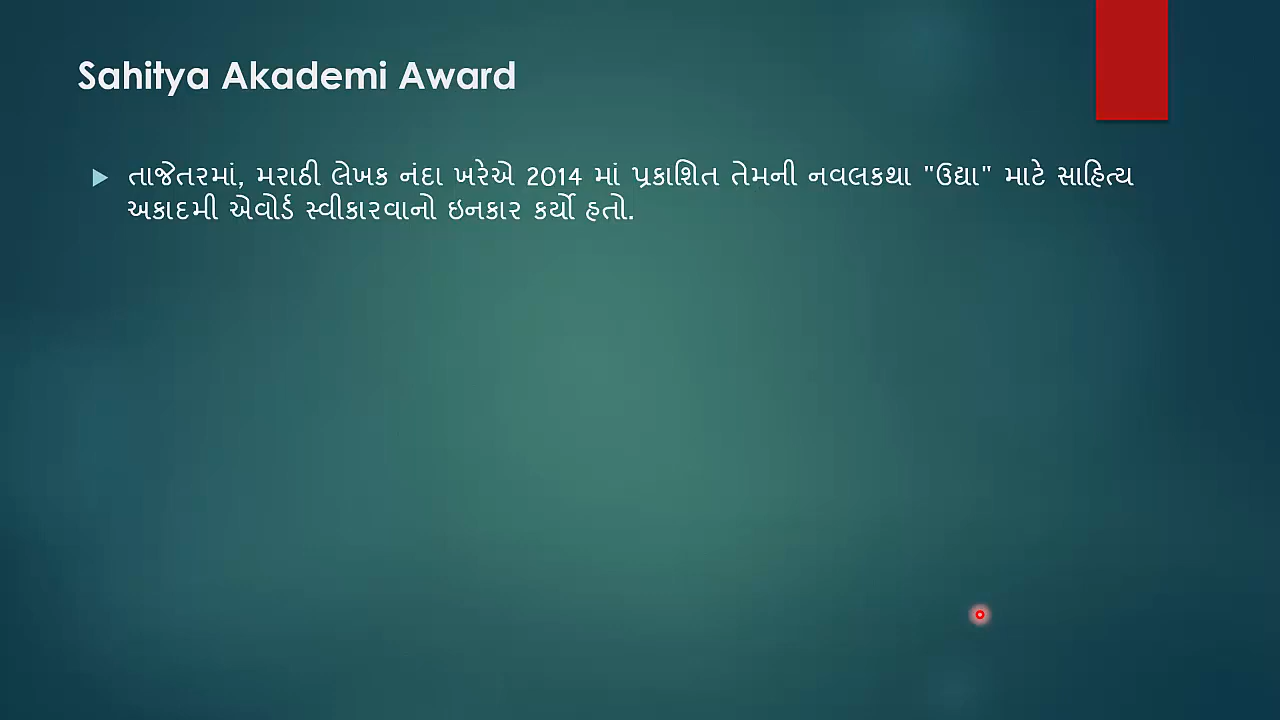 Sahitya Akademi Award
તાજેતરમાં, મરાઠી લેખક નંદા ખરેએ 2014 માં પ્રકાશિત તેમની નવલકથા "ઉદ્યા" માટે સાહિત્ય
અકાદમી એવોર્ડ સ્વીકારવાનો ઇનકાર કર્યો હતો.